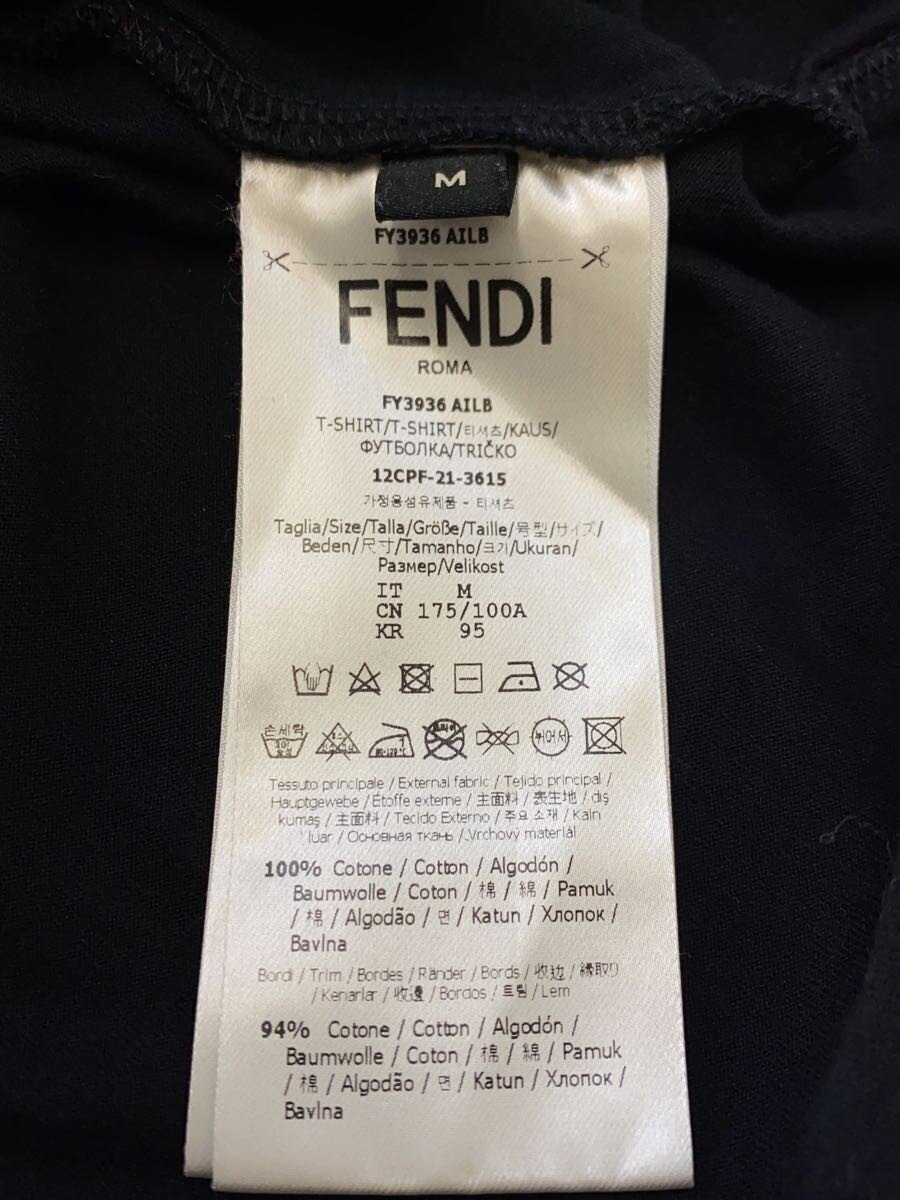 M
FY3936 AILB
FENDI
ROMA
FY3936 AILB
T-SHIRT/T-SHIRT/티셔츠/KAUS/
ФУТБОЛКА/TRIČKO
12CPF-21-3615
가정용섬유제품 - 티셔츠
Taglia/Size/Talla/Größe/Taille/号型/サイズ/
Beden/尺寸/Tamanho/크기/Ukuran/
Размер/Velikost
IT M
CN 175/100A
KR 95
손세탁
Tessuto principale / External fabric / Tejido principal /
Hauptgewebe / Étoffe externe / 主面料 / 表生地 / dış
kumaş / 主面料 / Tecido Externo / 주요 소재 / Kain
luar / Основная ткань / Vrchový materiál
100% Cotone / Cotton / Algodón /
Baumwolle / Coton / 棉 / 綿 / Pamuk
/ 棉 / Algodão / 면 / Katun / Хлопок /
Bavlna
Bordi / Trim / Bordes / Ränder / Bords / 收边 / 縁取り
/ Kenarlar / 收邊 / Bordos / 트림 / Lem
94% Cotone / Cotton / Algodón /
Baumwolle / Coton / 棉 / 綿 / Pamuk
/ 棉 / Algodão / 면 / Katun / Хлопок /
Bavlna